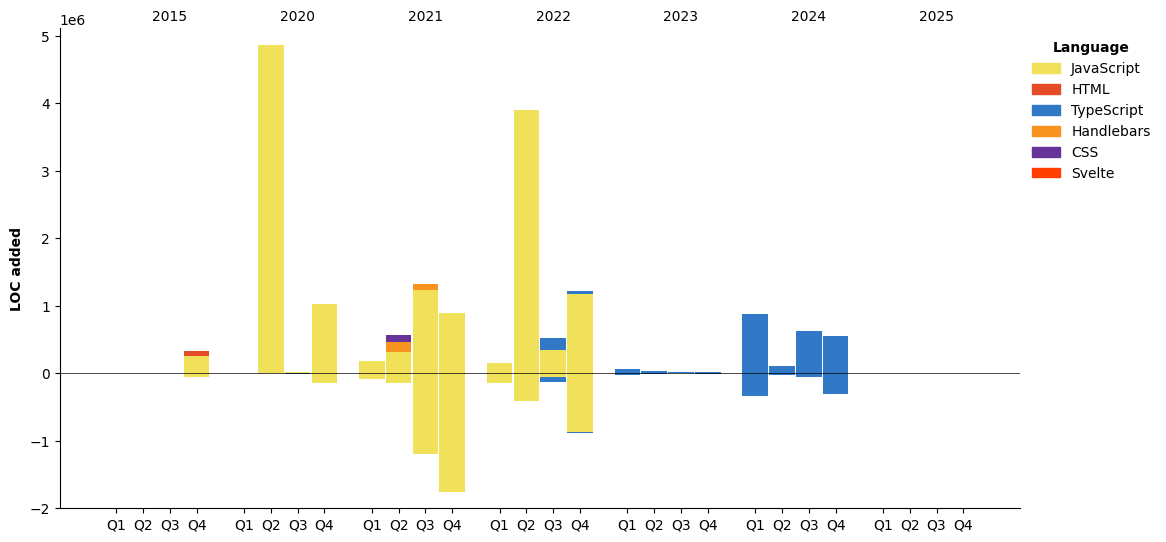 2015 2020 2021 2022 2023 2024 2025
1e6
5
4
3
2
1
0
−1
−2
LOC added
Q1 Q2 Q3 Q4 Q1 Q2 Q3 Q4 Q1 Q2 Q3 Q4 Q1 Q2 Q3 Q4 Q1 Q2 Q3 Q4 Q1 Q2 Q3 Q4 Q1 Q2 Q3 Q4
Language
JavaScript
HTML
TypeScript
Handlebars
CSS
Svelte